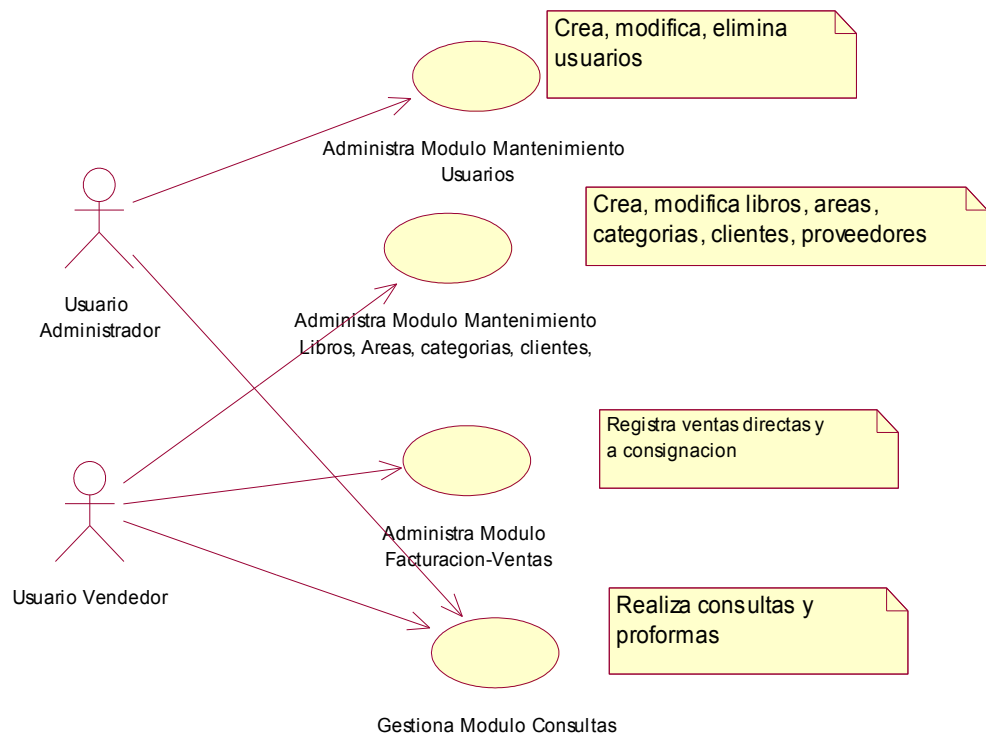 Crea, modifica, elimina
usuarios
Administra Modulo Mantenimiento
Usuarios
Usuario
Administrador
Crea, modifica libros, areas,
categorias, clientes, proveedores
Administra Modulo Mantenimiento
Libros, Areas, categorias, clientes,
Registra ventas directas y
a consignacion
Administra Modulo
Facturacion-Ventas
Usuario Vendedor
Realiza consultas y
proformas
Gestiona Modulo Consultas